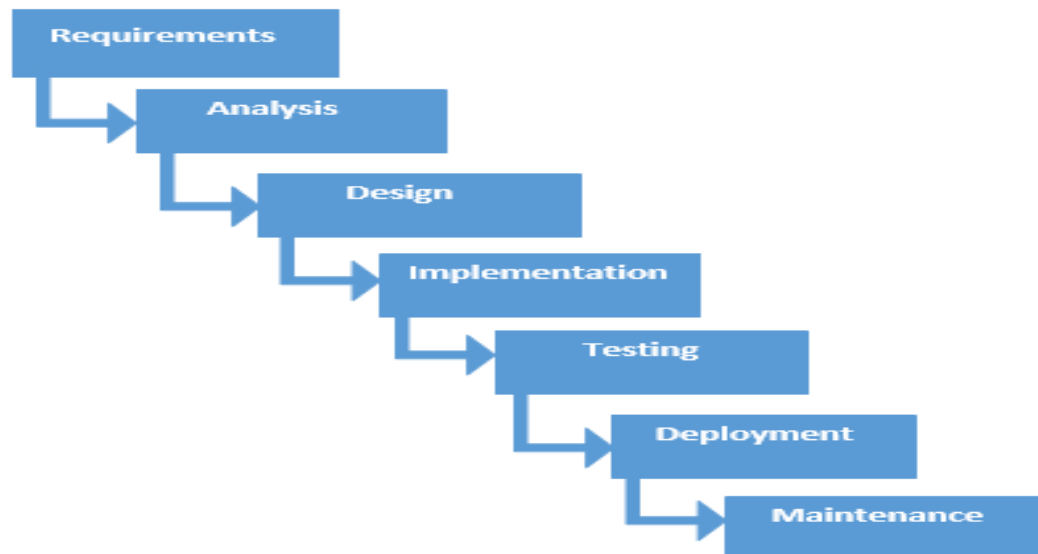 Requirements
Analysis
Design
Implementation
Testing
Deployment
Maintenance